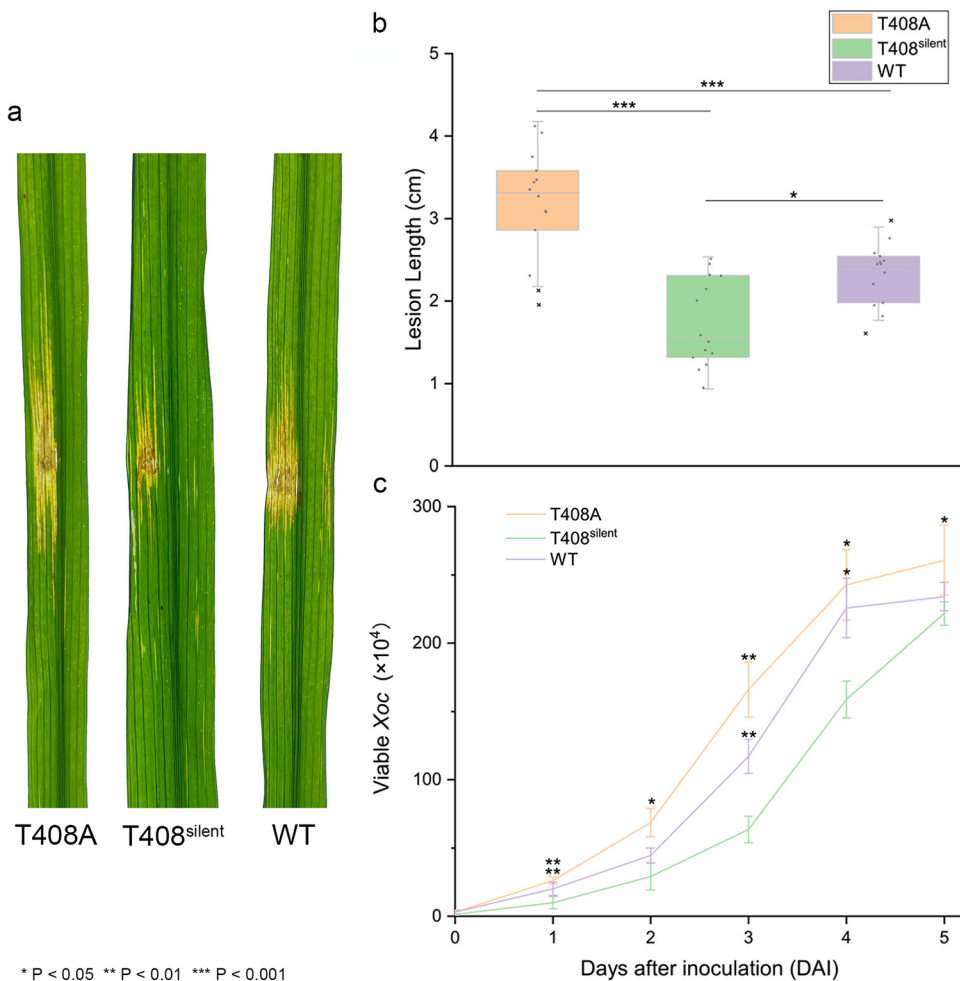 a
T408A T408silent WT
* P < 0.05 ** P < 0.01 *** P < 0.001
b
T408A
T408silent
WT
Lesion Length (cm)
5
4
3
2
1
0
***
***
*
c
T408A
T408silent
WT
Viable Xoc (×10⁴)
300
200
100
0
**
**
*
**
**
*
*
*
0 1 2 3 4 5
Days after inoculation (DAI)